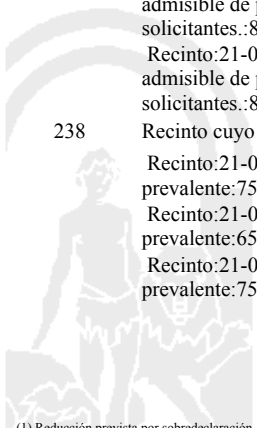 admisible de p
solicitantes.:8
Recinto:21-0
admisible de p
solicitantes.:8
238 Recinto cuyo
Recinto:21-0
prevalente:75
Recinto:21-0
prevalente:65
Recinto:21-0
prevalente:75
(1) Reducción prevista por sobredeclaración